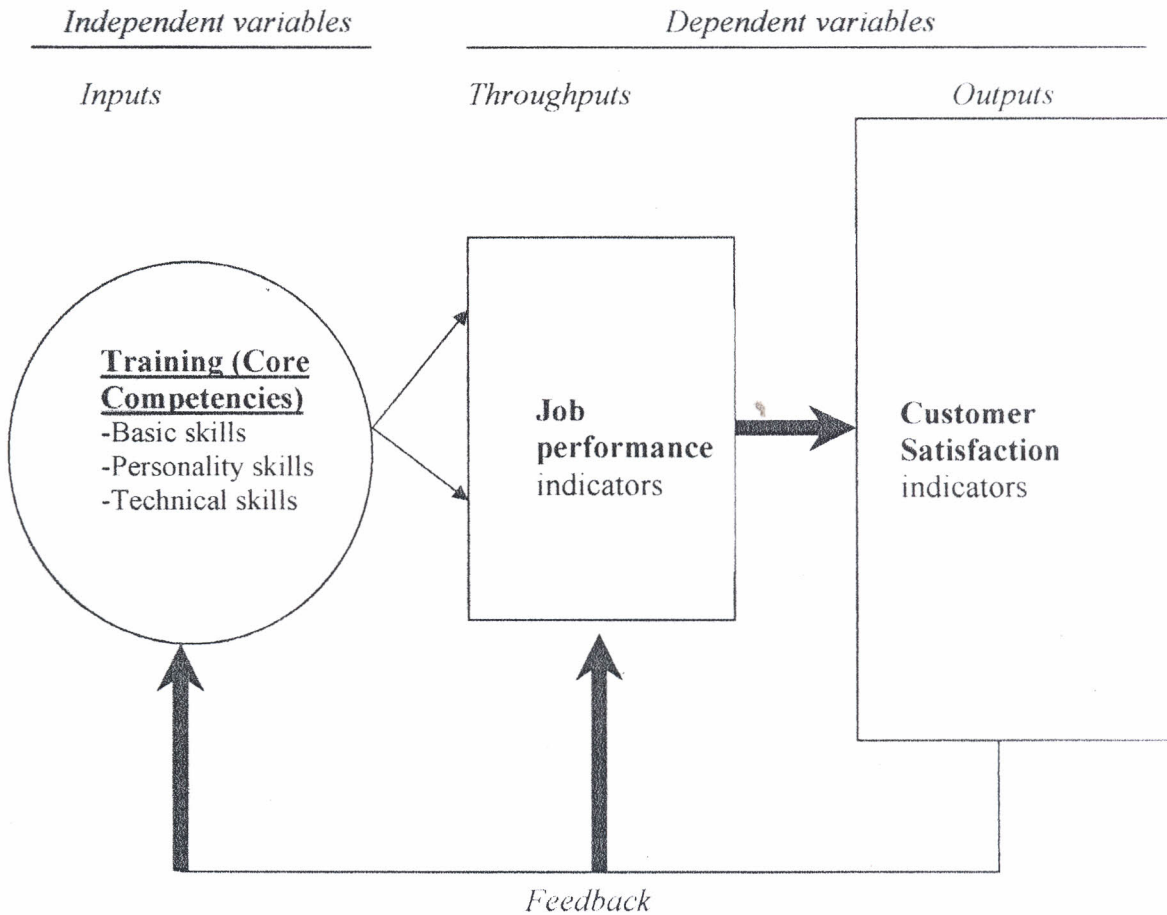 Independent variables
Dependent variables
Inputs
Throughputs
Outputs
Training (Core
Competencies)
-Basic skills
-Personality skills
-Technical skills
Job
performance
indicators
Customer
Satisfaction
indicators
Feedback